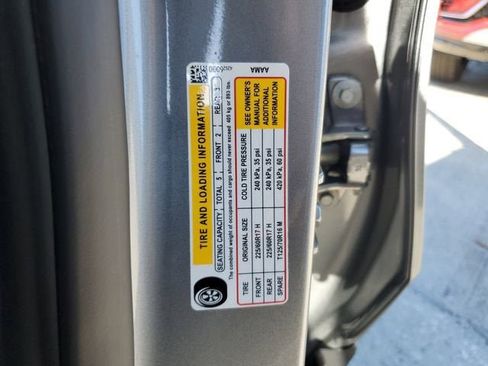 TIRE AND LOADING INFORMATION
SEATING CAPACITY TOTAL 5 FRONT 2 REAR 3
The combined weight of occupants and cargo should never exceed 405 kg or 893 lbs.
TIRE ORIGINAL SIZE COLD TIRE PRESSURE
FRONT 225/60R17 H 240 kPa, 35 psi
REAR 225/60R17 H 240 kPa, 35 psi
SPARE T125/70R16 M 420 kPa, 60 psi
SEE OWNER'S
MANUAL FOR
ADDITIONAL
INFORMATION
AAMA